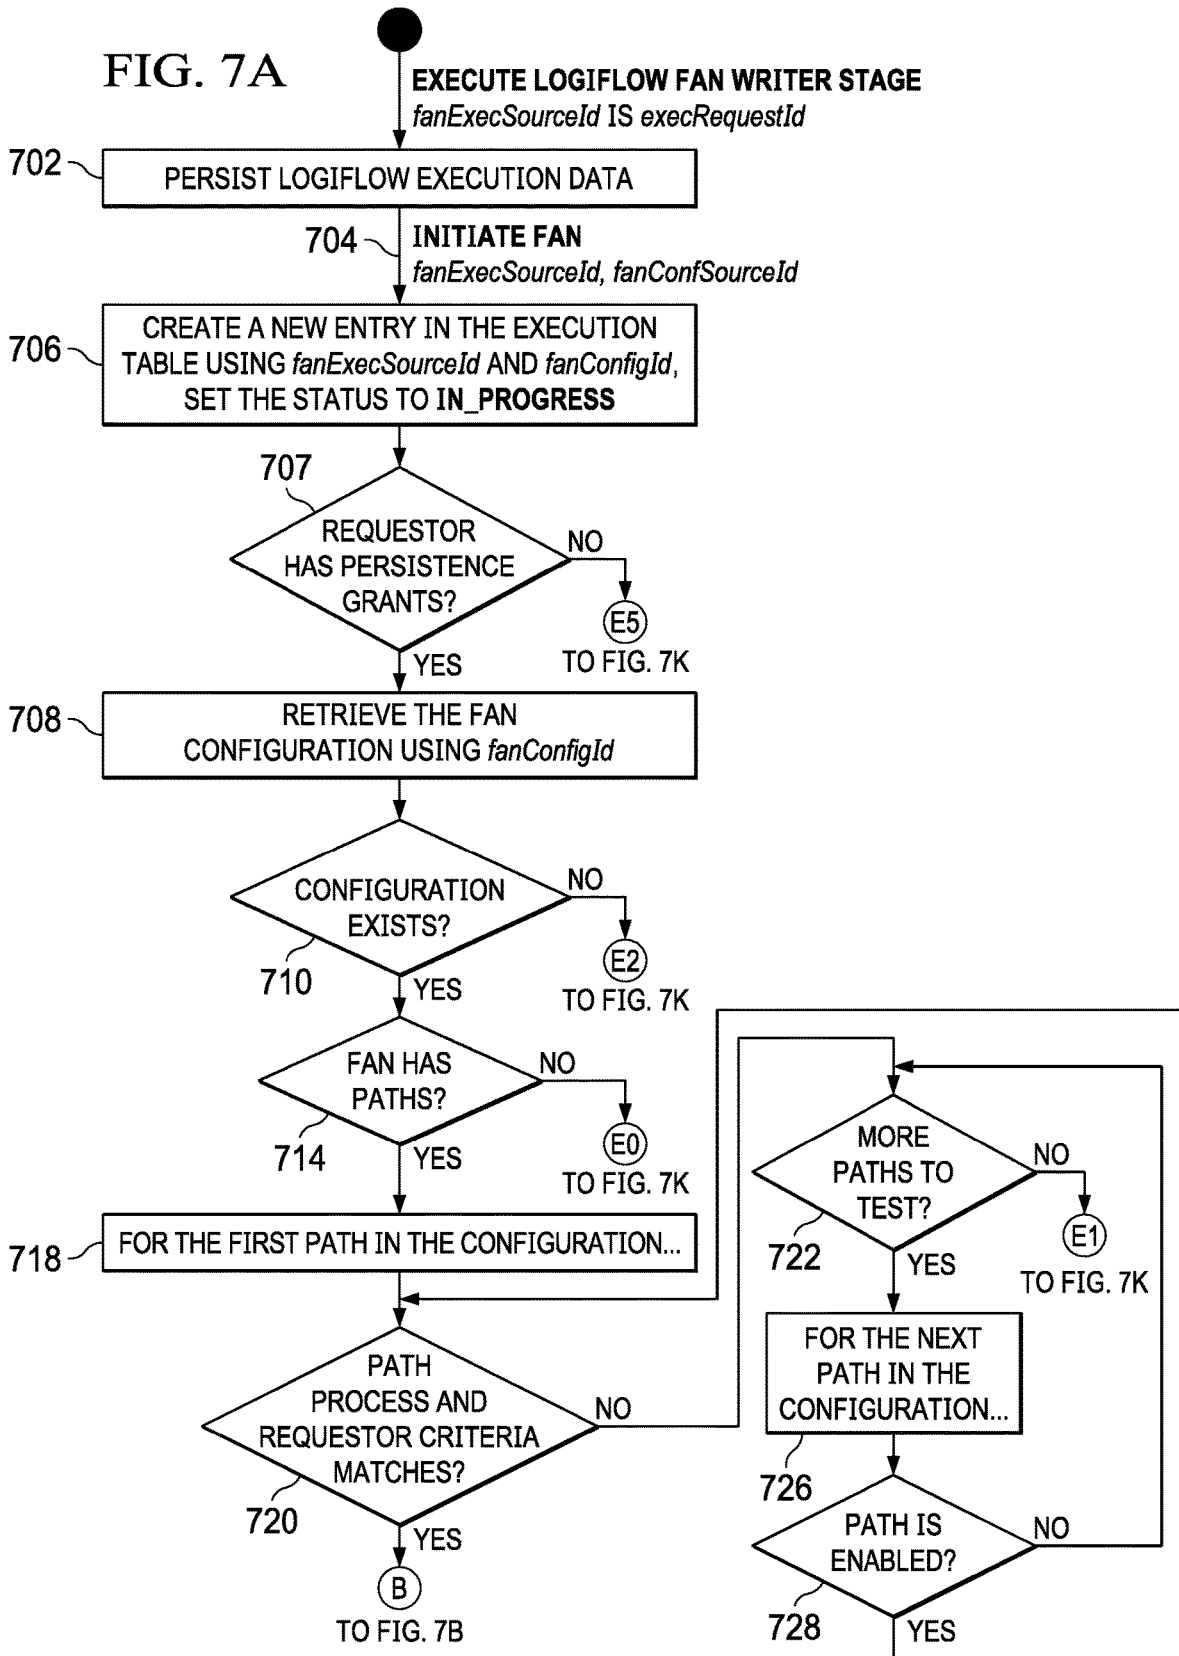 FIG. 7A
EXECUTE LOGIFLOW FAN WRITER STAGE
fanExecSourceId IS execRequestId
702
PERSIST LOGIFLOW EXECUTION DATA
704
INITIATE FAN
fanExecSourceId, fanConfSourceId
706
CREATE A NEW ENTRY IN THE EXECUTION
TABLE USING fanExecSourceId AND fanConfigId,
SET THE STATUS TO IN_PROGRESS
707
REQUESTOR
HAS PERSISTENCE
GRANTS?
NO
E5
TO FIG. 7K
YES
708
RETRIEVE THE FAN
CONFIGURATION USING fanConfigId
CONFIGURATION
EXISTS?
710
NO
E2
TO FIG. 7K
YES
FAN HAS
PATHS?
714
NO
E0
TO FIG. 7K
YES
718
FOR THE FIRST PATH IN THE CONFIGURATION...
PATH
PROCESS AND
REQUESTOR CRITERIA
MATCHES?
720
NO
YES
B
TO FIG. 7B
MORE
PATHS TO
TEST?
722
NO
E1
TO FIG. 7K
YES
FOR THE NEXT
PATH IN THE
CONFIGURATION...
726
PATH IS
ENABLED?
728
NO
YES